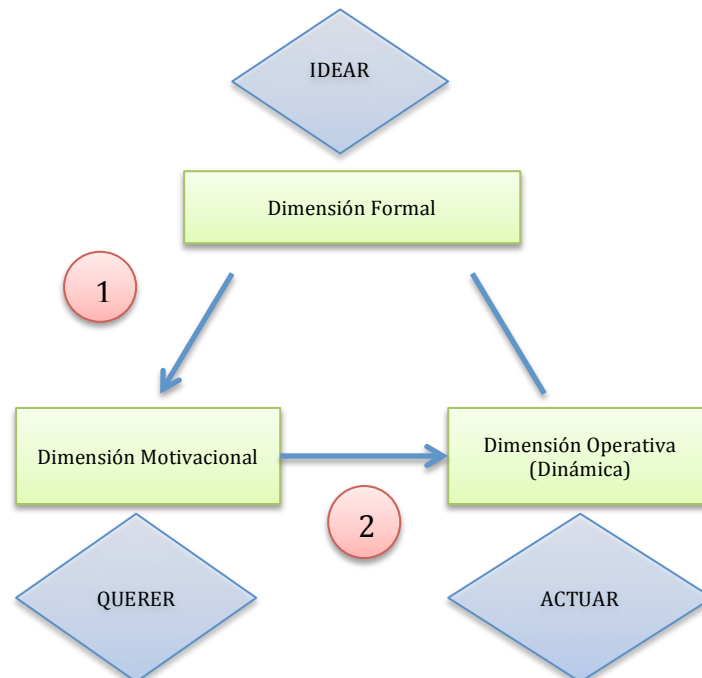 IDEAR
Dimensión Formal
1
Dimensión Motivacional
Dimensión Operativa
(Dinámica)
2
QUERER
ACTUAR